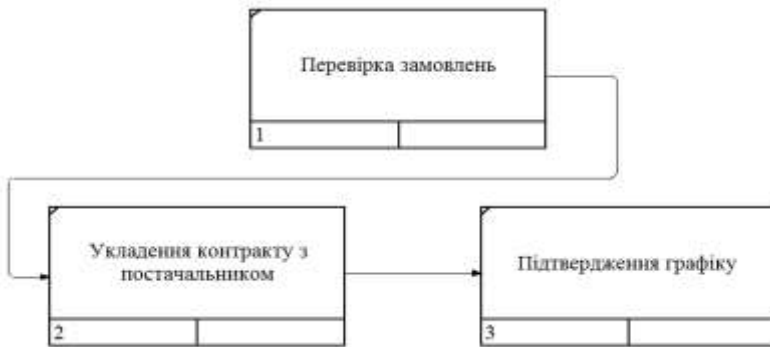 Перевірка замовлень
1
Укладення контракту з
постачальником
2
Підтвердження графіку
3